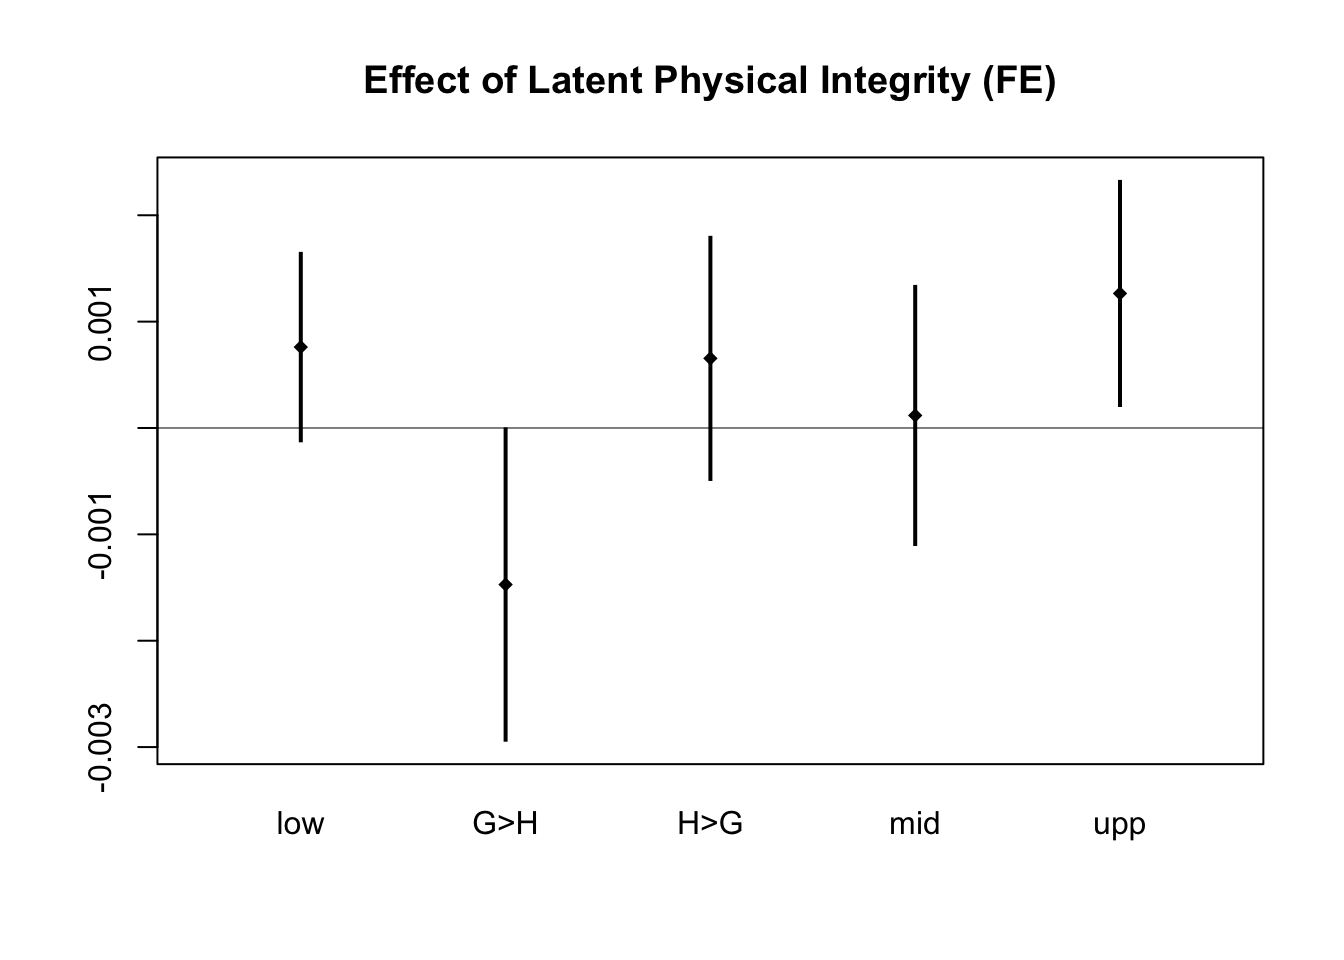 Effect of Latent Physical Integrity (FE)
0.001
-0.001
-0.003
low G>H H>G mid upp